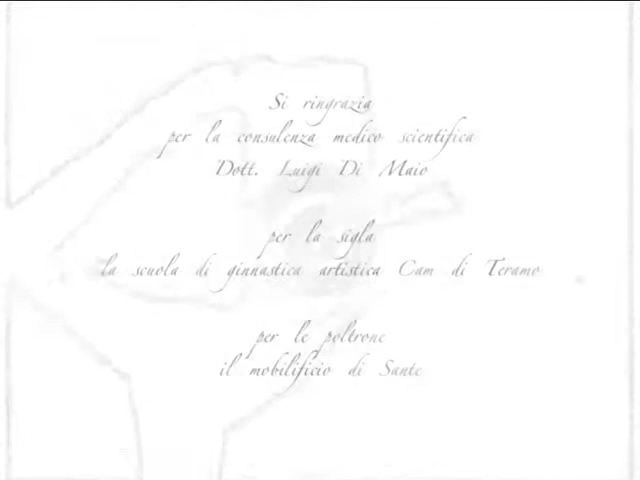 Si ringrazia
per la consulenza medico scientifica
Dott. Luigi Di Maio
per la sigla
la scuola di ginnastica artistica Cam di Teramo
per le poltrone
il mobilificio di Sante